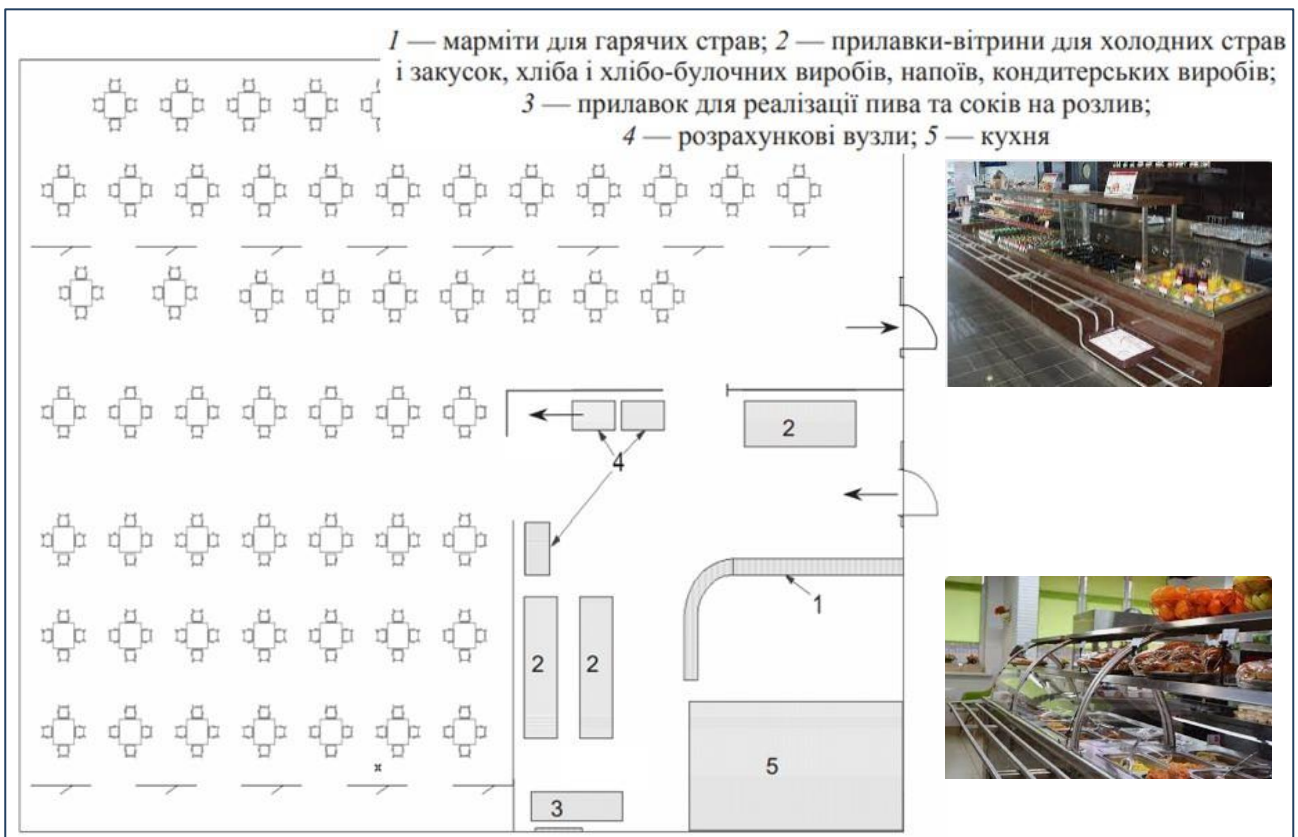 1 — марміти для гарячих страв; 2 — прилавки-вітрини для холодних страв
і закусок, хліба і хлібо-булочних виробів, напоїв, кондитерських виробів;
3 — прилавок для реалізації пива та соків на розлив;
4 — розрахункові вузли; 5 — кухня
2
4
1
2
2
5
3